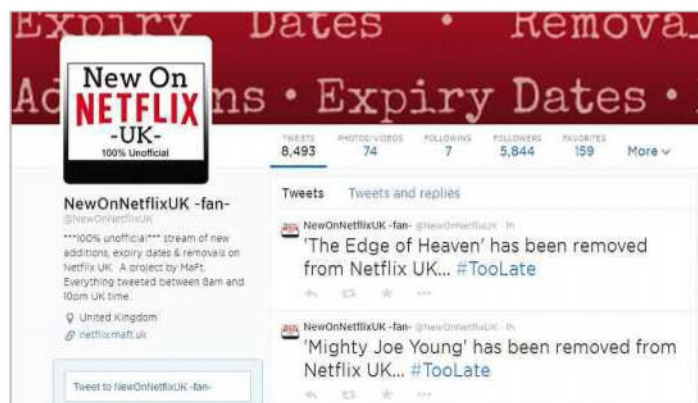 Expiry Dates • Removal
Additions • Expiry Dates •
New On
NETFLIX
-UK-
100% Unofficial
TWEETS PHOTOS/VIDEOS FOLLOWING FOLLOWERS FAVORITES
8,493 74 7 5,844 159 More
NewOnNetflixUK -fan-
@NewOnNetflixUK
***100% unofficial*** stream of new
additions, expiry dates & removals on
Netflix UK. A project by MaFt.
Everything tweeted between 8am and
10pm UK time.
United Kingdom
netflix.maft.uk
Tweet to NewOnNetflixUK -fan-
Tweets Tweets and replies
NewOnNetflixUK -fan- @NewOnNetflixUK · 1h
'The Edge of Heaven' has been removed
from Netflix UK... #TooLate
NewOnNetflixUK -fan- @NewOnNetflixUK · 1h
'Mighty Joe Young' has been removed from
Netflix UK... #TooLate